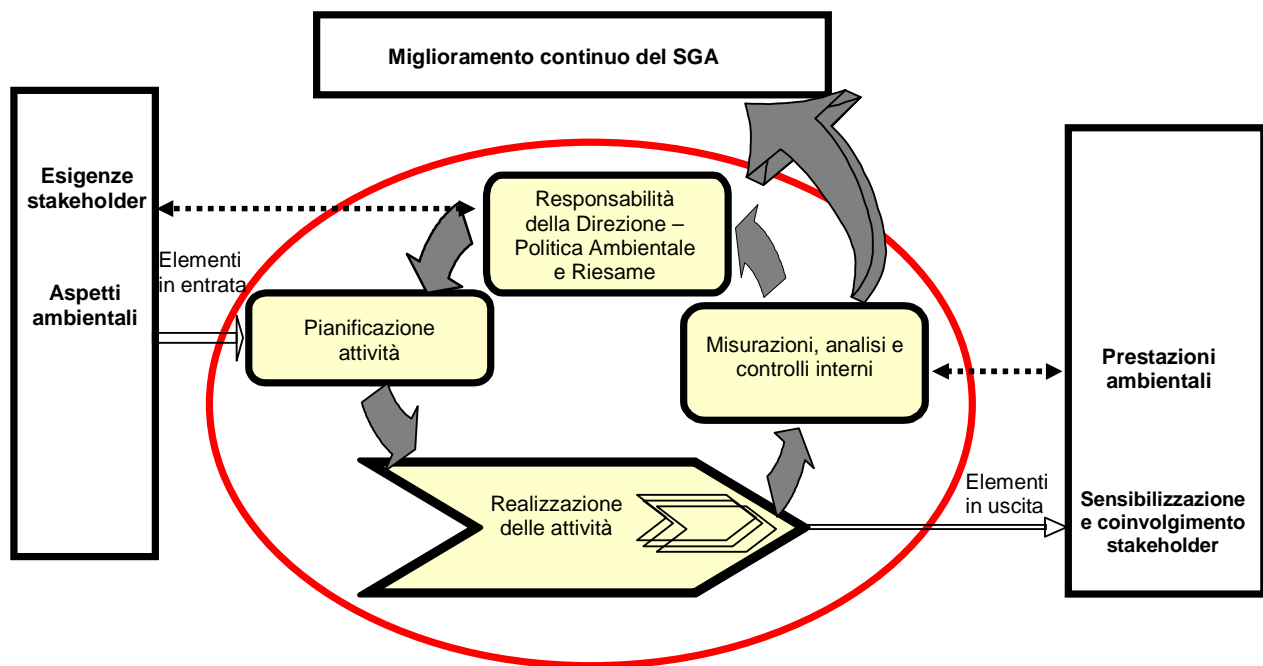 Miglioramento continuo del SGA
Esigenze
stakeholder
Aspetti
ambientali
Elementi
in entrata
Responsabilità
della Direzione –
Politica Ambientale
e Riesame
Pianificazione
attività
Misurazioni, analisi e
controlli interni
Realizzazione
delle attività
Elementi
in uscita
Prestazioni
ambientali
Sensibilizzazione
e coinvolgimento
stakeholder